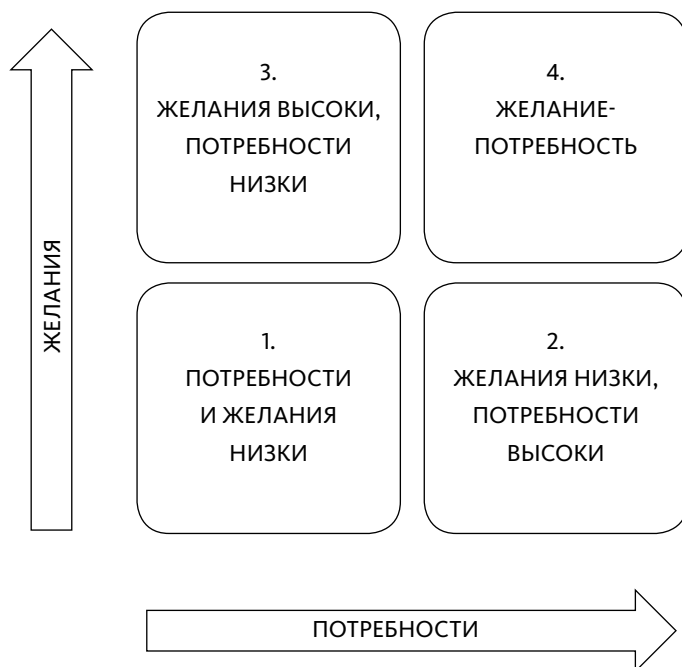 3.
ЖЕЛАНИЯ ВЫСОКИ,
ПОТРЕБНОСТИ
НИЗКИ
4.
ЖЕЛАНИЕ-
ПОТРЕБНОСТЬ
ЖЕЛАНИЯ
1.
ПОТРЕБНОСТИ
И ЖЕЛАНИЯ
НИЗКИ
2.
ЖЕЛАНИЯ НИЗКИ,
ПОТРЕБНОСТИ
ВЫСОКИ
ПОТРЕБНОСТИ